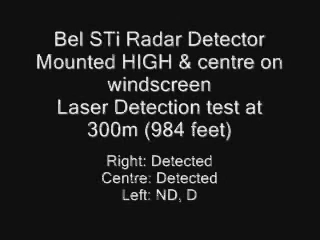 Bel STi Radar Detector
Mounted HIGH & centre on
windscreen
Laser Detection test at
300m (984 feet)
Right: Detected
Centre: Detected
Left: ND, D